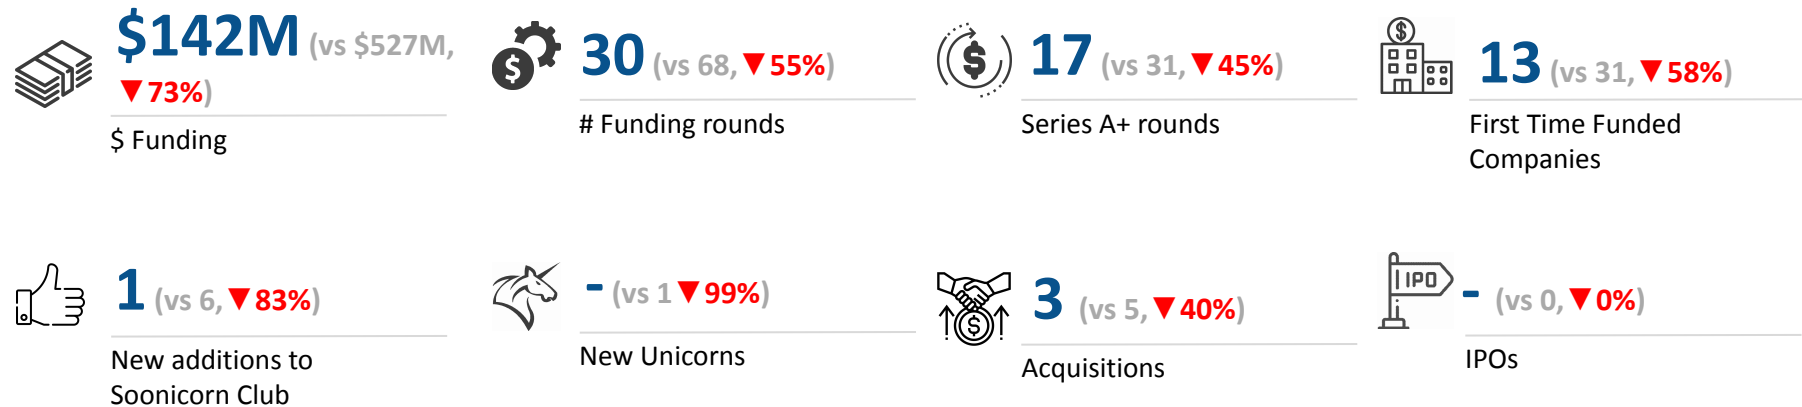 $142M (vs $527M,
▼73%)
$ Funding
30 (vs 68, ▼55%)
# Funding rounds
17 (vs 31, ▼45%)
Series A+ rounds
13 (vs 31, ▼58%)
First Time Funded
Companies
1 (vs 6, ▼83%)
New additions to
Soonicorn Club
- (vs 1 ▼99%)
New Unicorns
3 (vs 5, ▼40%)
Acquisitions
IPO
- (vs 0, ▼0%)
IPOs